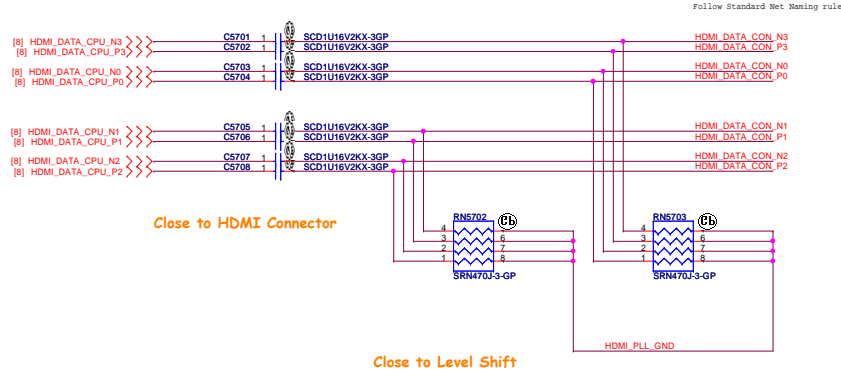 Follow Standard Net Naming rule
[8] HDMI_DATA_CPU_N3 C5701 1 SCD1U16V2KX-3GP HDMI_DATA_CON_N3
[8] HDMI_DATA_CPU_P3 C5702 1 SCD1U16V2KX-3GP HDMI_DATA_CON_P3
[8] HDMI_DATA_CPU_N0 C5703 1 SCD1U16V2KX-3GP HDMI_DATA_CON_N0
[8] HDMI_DATA_CPU_P0 C5704 1 SCD1U16V2KX-3GP HDMI_DATA_CON_P0
[8] HDMI_DATA_CPU_N1 C5705 1 SCD1U16V2KX-3GP HDMI_DATA_CON_N1
[8] HDMI_DATA_CPU_P1 C5706 1 SCD1U16V2KX-3GP HDMI_DATA_CON_P1
[8] HDMI_DATA_CPU_N2 C5707 1 SCD1U16V2KX-3GP HDMI_DATA_CON_N2
[8] HDMI_DATA_CPU_P2 C5708 1 SCD1U16V2KX-3GP HDMI_DATA_CON_P2
Close to HDMI Connector
RN5702 Cb RN5703 Cb
4 4
3 6 3 6
2 7 2 7
1 8 1 8
SRN470J-3-GP SRN470J-3-GP
HDMI_PLL_GND
Close to Level Shift